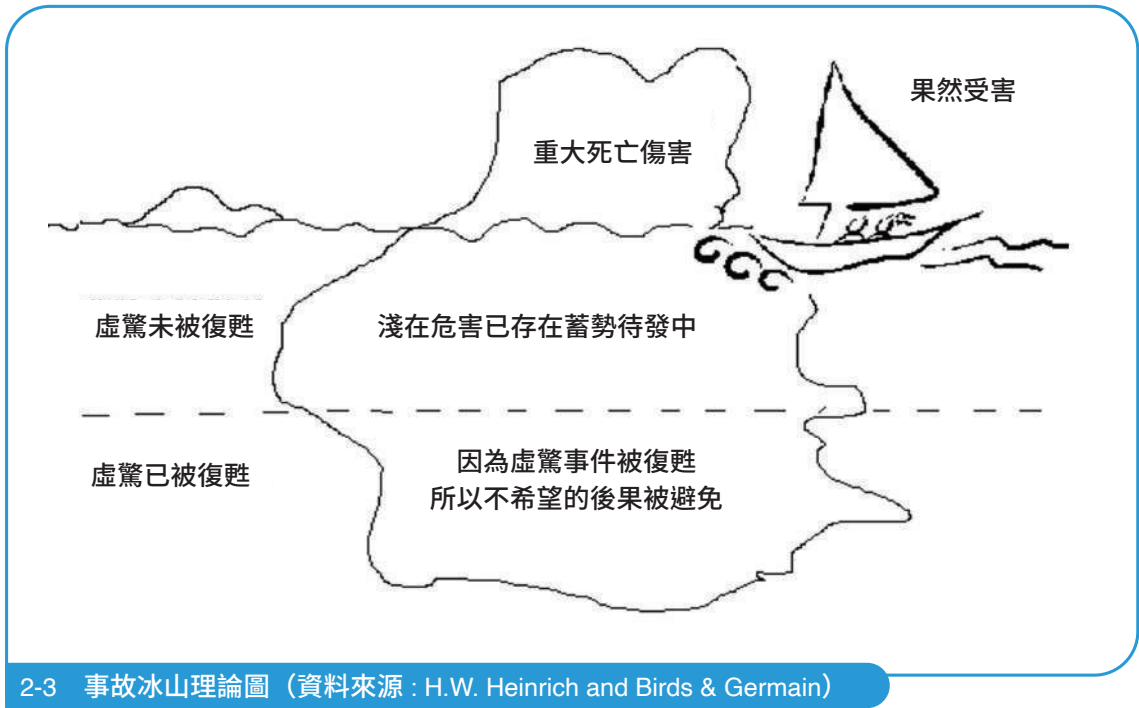 果然受害
重大死亡傷害
虛驚未被復甦
淺在危害已存在蓄勢待發中
虛驚已被復甦
因為虛驚事件被復甦
所以不希望的後果被避免
2-3 事故冰山理論圖（資料來源 : H.W. Heinrich and Birds & Germain）